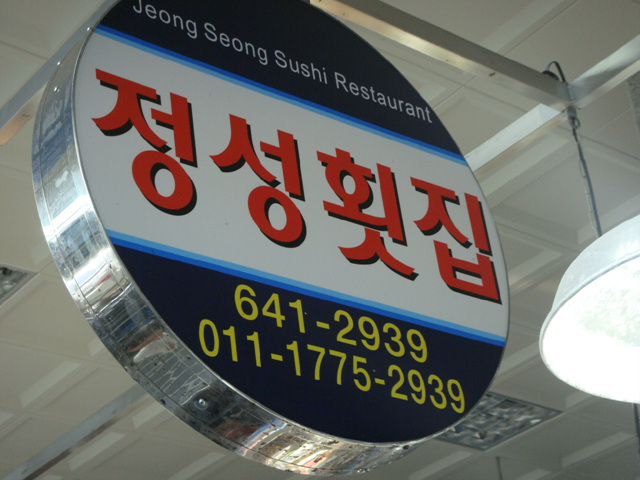 Jeong Seong Sushi Restaurant
정성횟집
641-2939
011-1775-2939